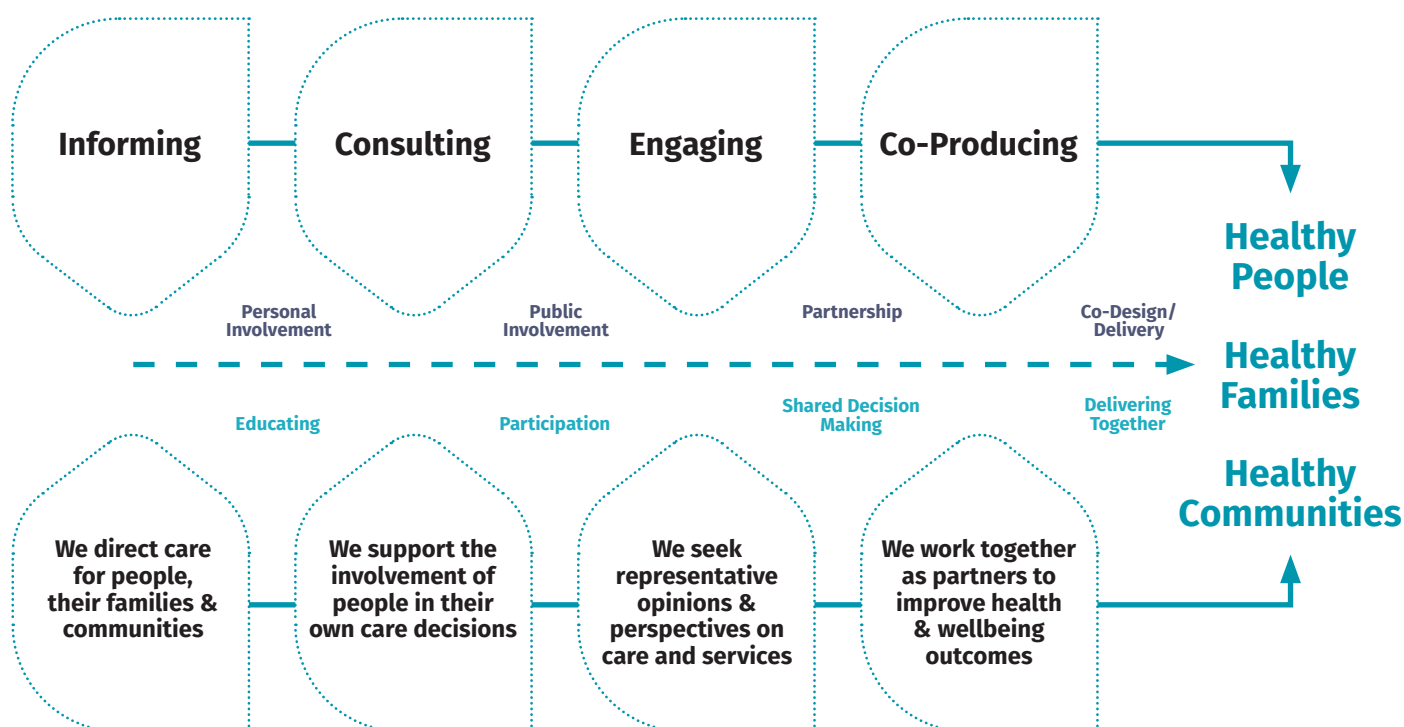 Informing
Consulting
Engaging
Co-Producing
Healthy
People
Personal
Involvement
Public
Involvement
Partnership
Co-Design/
Delivery
Healthy
Families
Educating
Participation
Shared Decision
Making
Delivering
Together
Healthy
Communities
We direct care
for people,
their families &
communities
We support the
involvement of
people in their
own care decisions
We seek
representative
opinions &
perspectives on
care and services
We work together
as partners to
improve health
& wellbeing
outcomes